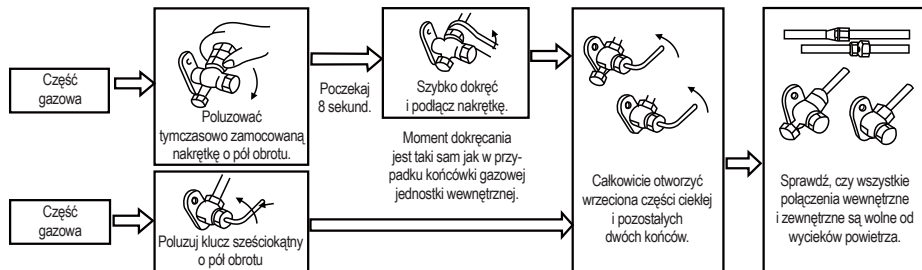 Część
gazowa
Poluzować
tymczasowo zamocowaną
nakrętkę o pół obrotu.
Poczekaj
8 sekund.
Szybko dokręć
i podłącz nakrętkę.
Moment dokręcania
jest taki sam jak w przy-
padku końcówki gazowej
jednostki wewnętrznej.
Część
gazowa
Poluzuj klucz sześciokątny
o pół obrotu
Całkowicie otworzyć
wrzeciona części ciekłej
i pozostałych
dwóch końców.
Sprawdź, czy wszystkie
połączenia wewnętrzne
i zewnętrzne są wolne od
wycieków powietrza.